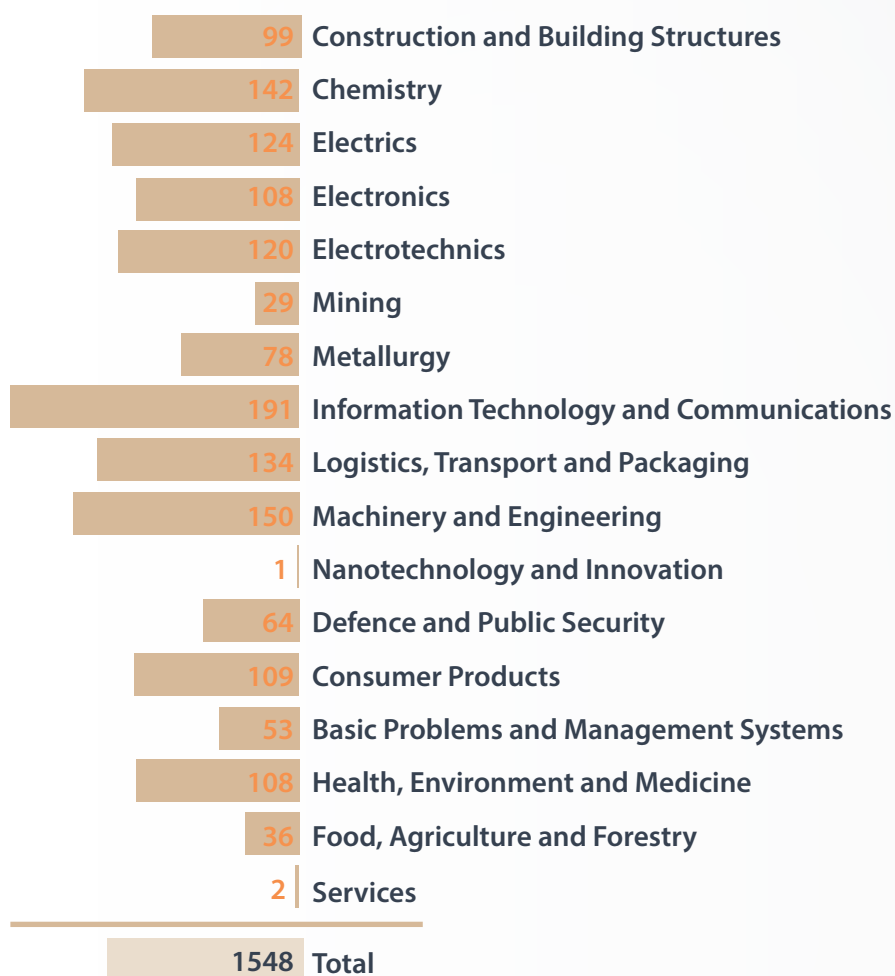 99 Construction and Building Structures
142 Chemistry
124 Electrics
108 Electronics
120 Electrotechnics
29 Mining
78 Metallurgy
191 Information Technology and Communications
134 Logistics, Transport and Packaging
150 Machinery and Engineering
1 Nanotechnology and Innovation
64 Defence and Public Security
109 Consumer Products
53 Basic Problems and Management Systems
108 Health, Environment and Medicine
36 Food, Agriculture and Forestry
2 Services
1548 Total